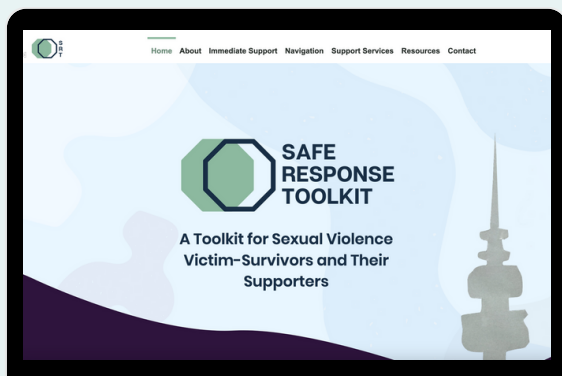 S
R
T
Home About Immediate Support Navigation Support Services Resources Contact
SAFE
RESPONSE
TOOLKIT
A Toolkit for Sexual Violence
Victim-Survivors and Their
Supporters